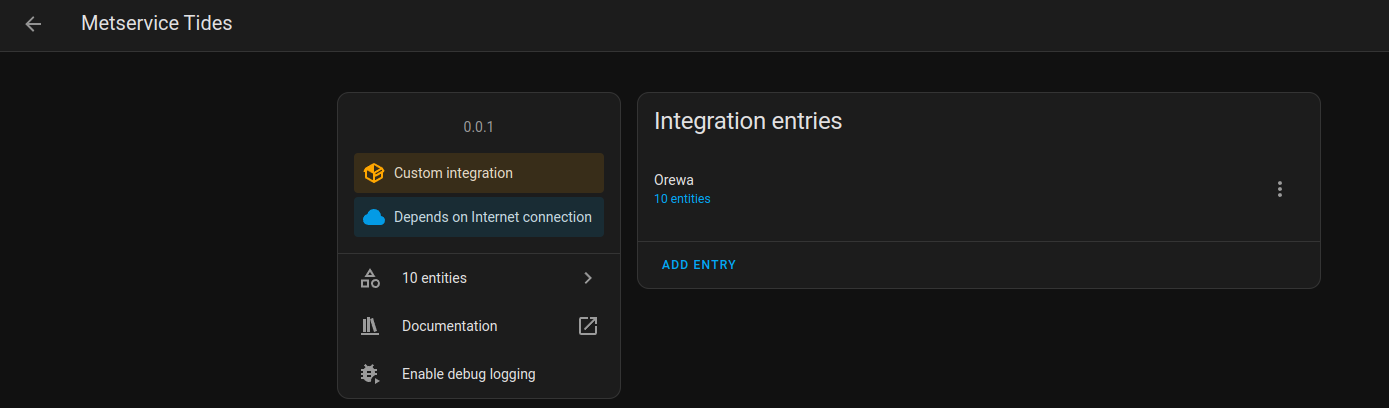 Metservice Tides
0.0.1
Custom integration
Depends on Internet connection
10 entities
Documentation
Enable debug logging
Integration entries
Orewa
10 entities
ADD ENTRY